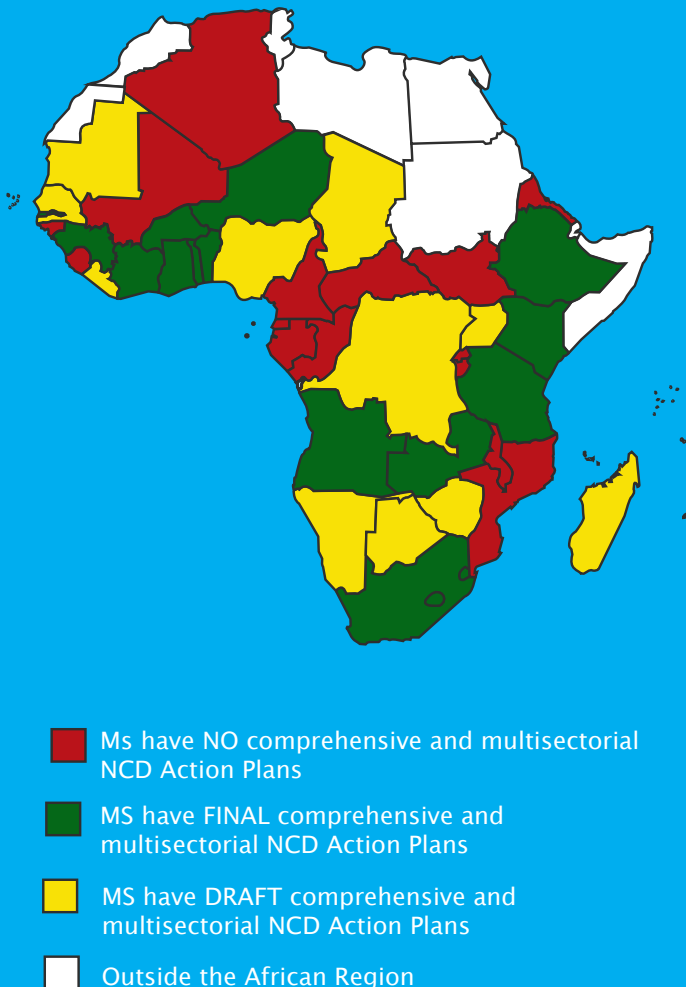 Ms have NO comprehensive and multisectorial
NCD Action Plans
MS have FINAL comprehensive and
multisectorial NCD Action Plans
MS have DRAFT comprehensive and
multisectorial NCD Action Plans
Outside the African Region